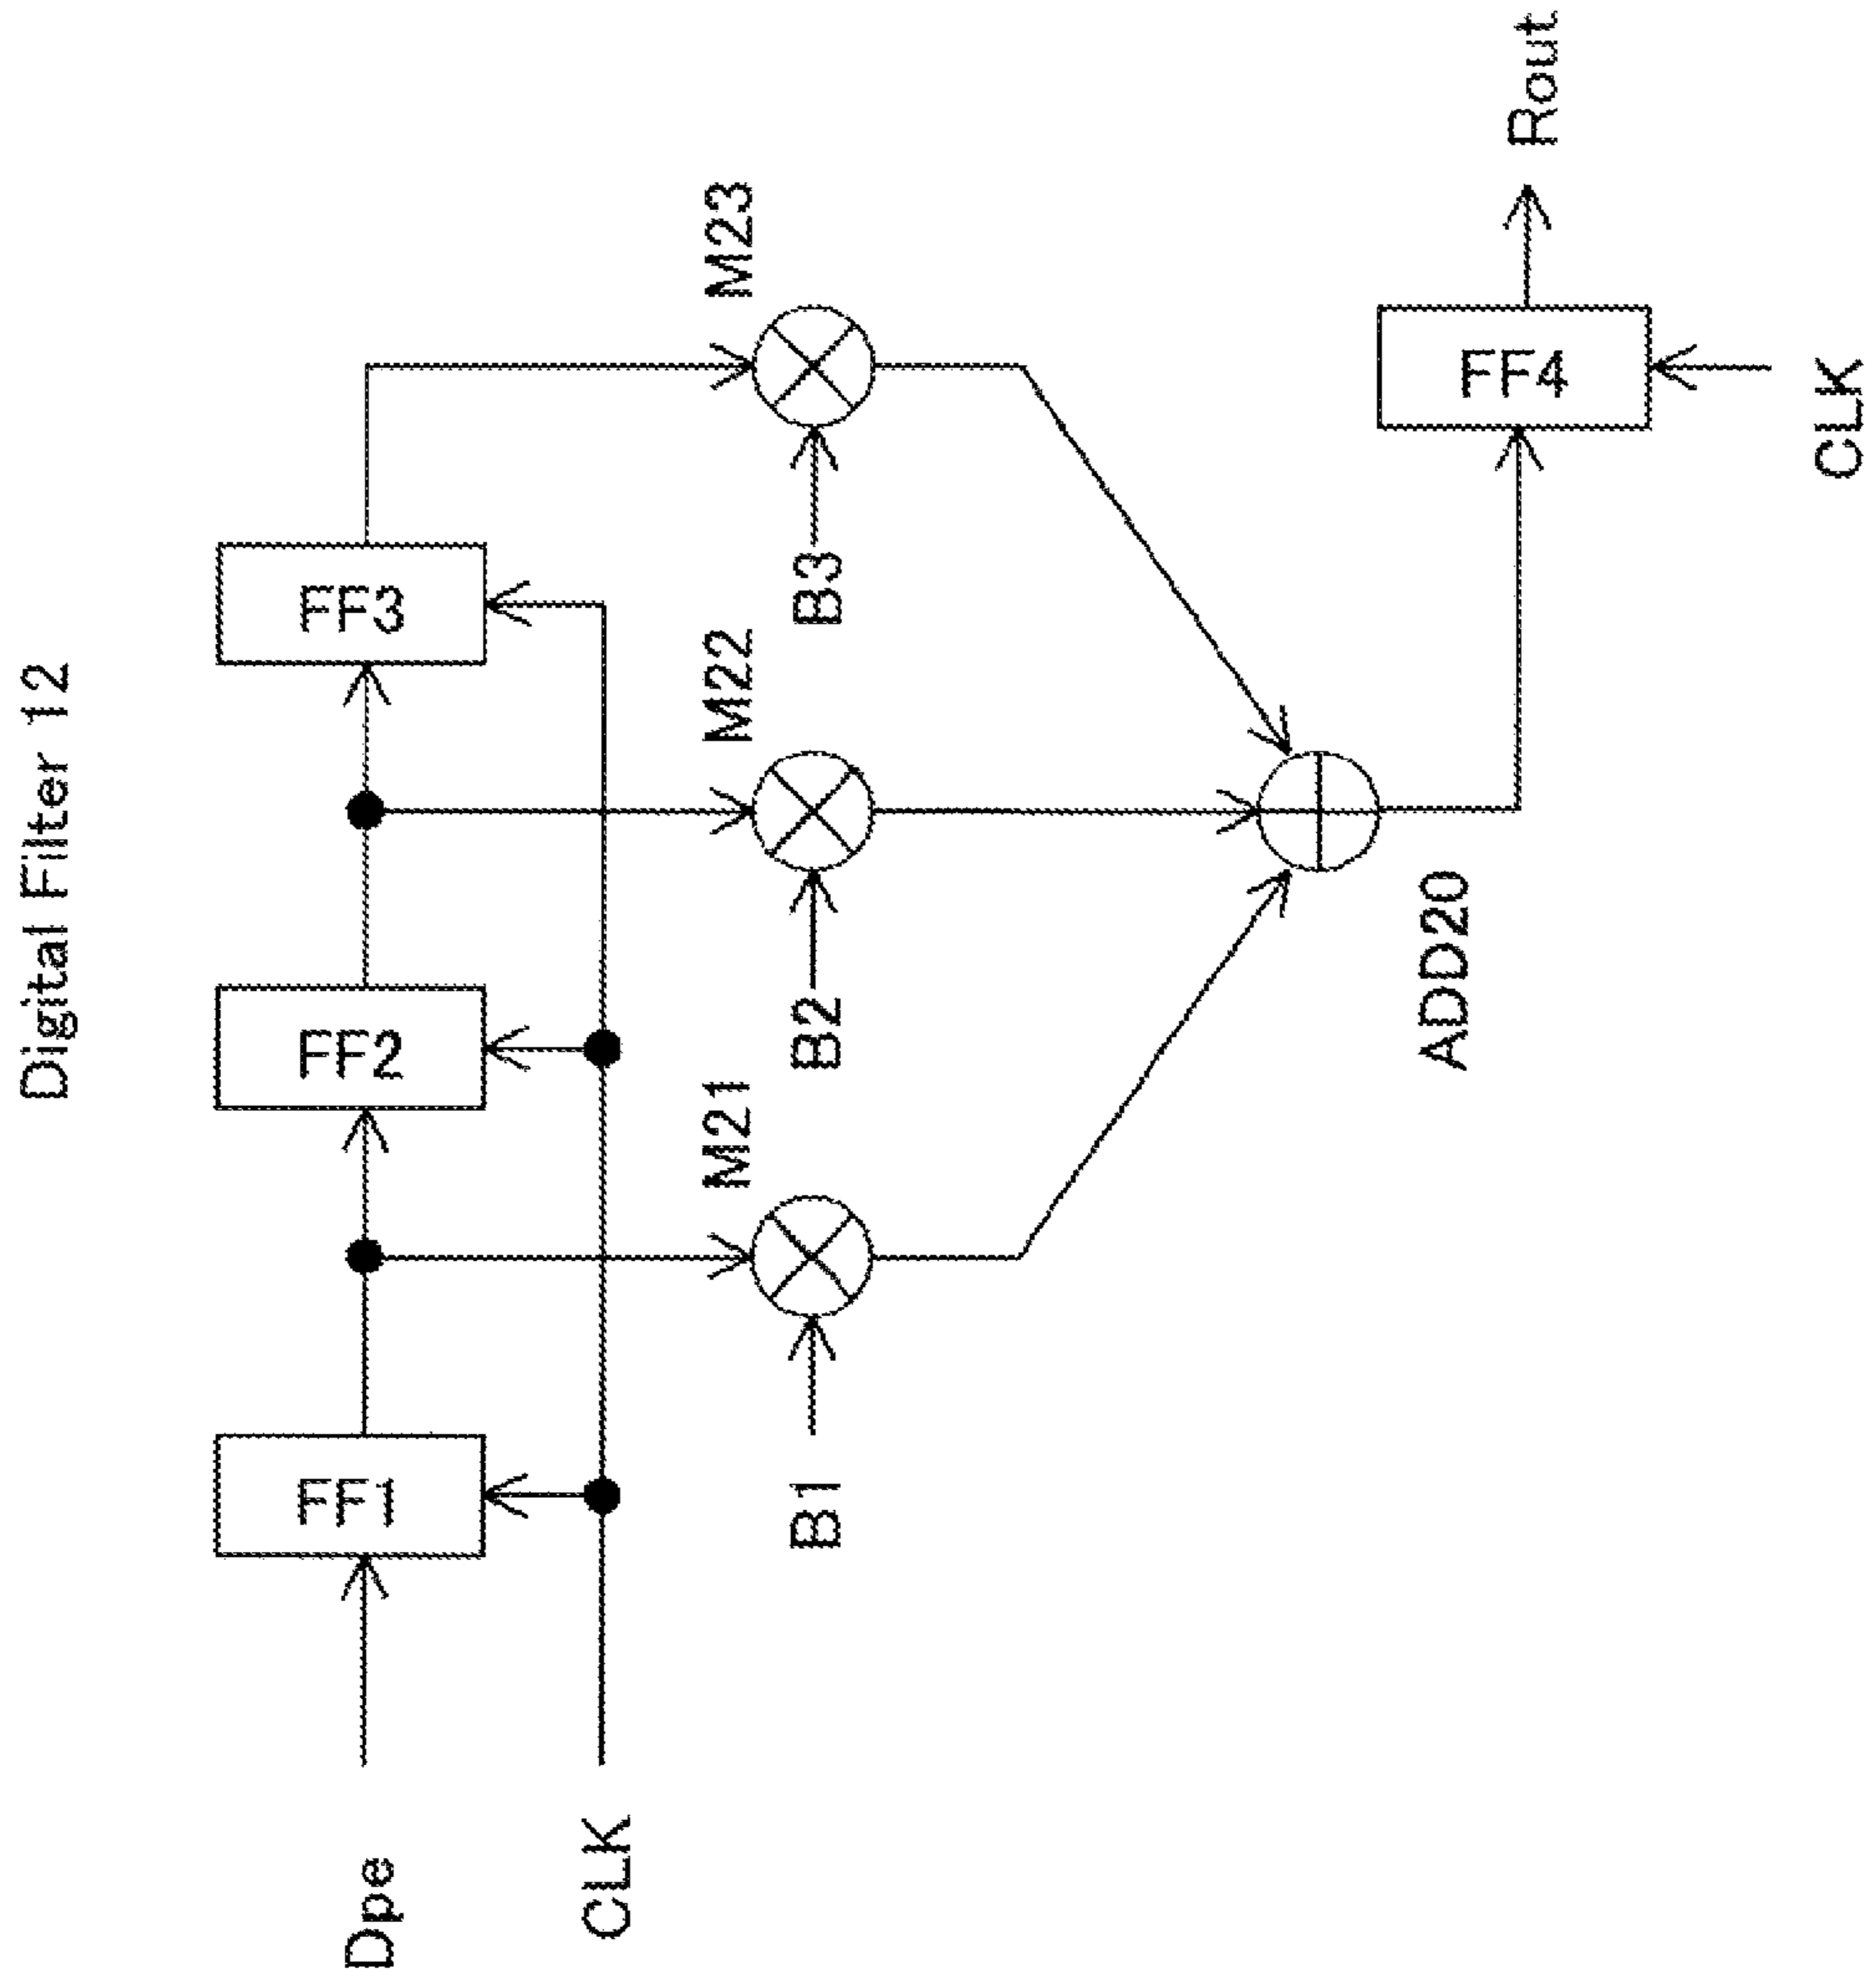 Digital Filter 12
Dpe
FF1
FF2
FF3
CLK
M21
M22
M23
B1
B2
B3
ADD20
FF4
Rout
CLK